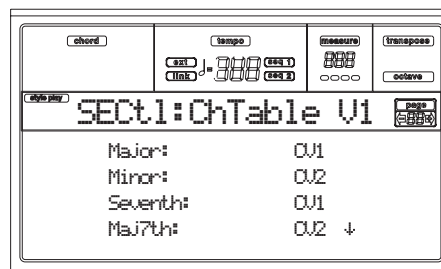 chord
tempo
measure
transpose
ext
link
seq 1
seq 2
octave
style play
SECtl:ChTable V1
page
Major: CV1
Minor: CV2
Seventh: CV1
Maj7th: CV2 ↓